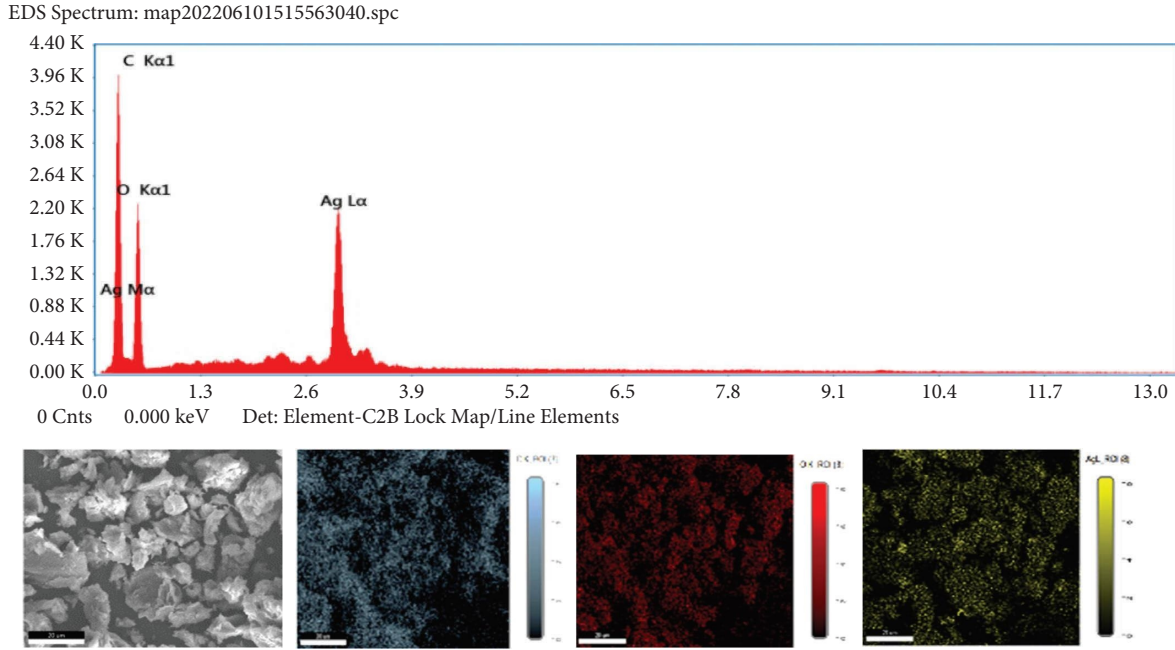 EDS Spectrum: map202206101515563040.spc
4.40 K
3.96 K
3.52 K
3.08 K
2.64 K
2.20 K
1.76 K
1.32 K
0.88 K
0.44 K
0.00 K
C Kα1
O Kα1
Ag Mα
Ag Lα
0.0 1.3 2.6 3.9 5.2 6.5 7.8 9.1 10.4 11.7 13.0
0 Cnts 0.000 keV Det: Element-C2B Lock Map/Line Elements
AgL_ROI (8)
20 μm